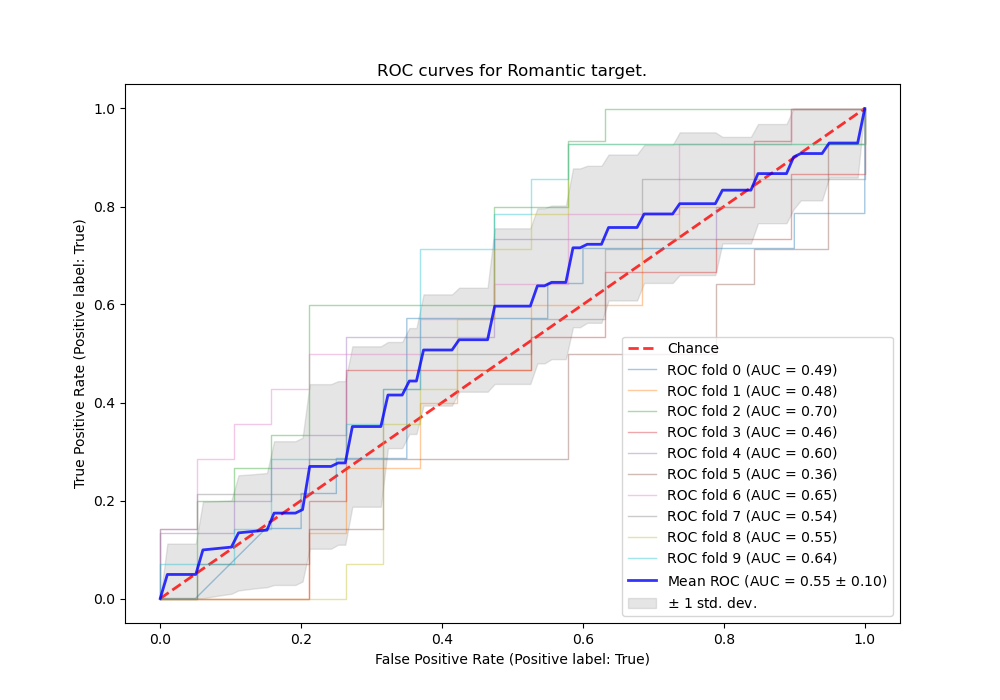 ROC curves for Romantic target.
True Positive Rate (Positive label: True)
1.0
0.8
0.6
0.4
0.2
0.0
Chance
ROC fold 0 (AUC = 0.49)
ROC fold 1 (AUC = 0.48)
ROC fold 2 (AUC = 0.70)
ROC fold 3 (AUC = 0.46)
ROC fold 4 (AUC = 0.60)
ROC fold 5 (AUC = 0.36)
ROC fold 6 (AUC = 0.65)
ROC fold 7 (AUC = 0.54)
ROC fold 8 (AUC = 0.55)
ROC fold 9 (AUC = 0.64)
Mean ROC (AUC = 0.55 ± 0.10)
± 1 std. dev.
0.0 0.2 0.4 0.6 0.8 1.0
False Positive Rate (Positive label: True)